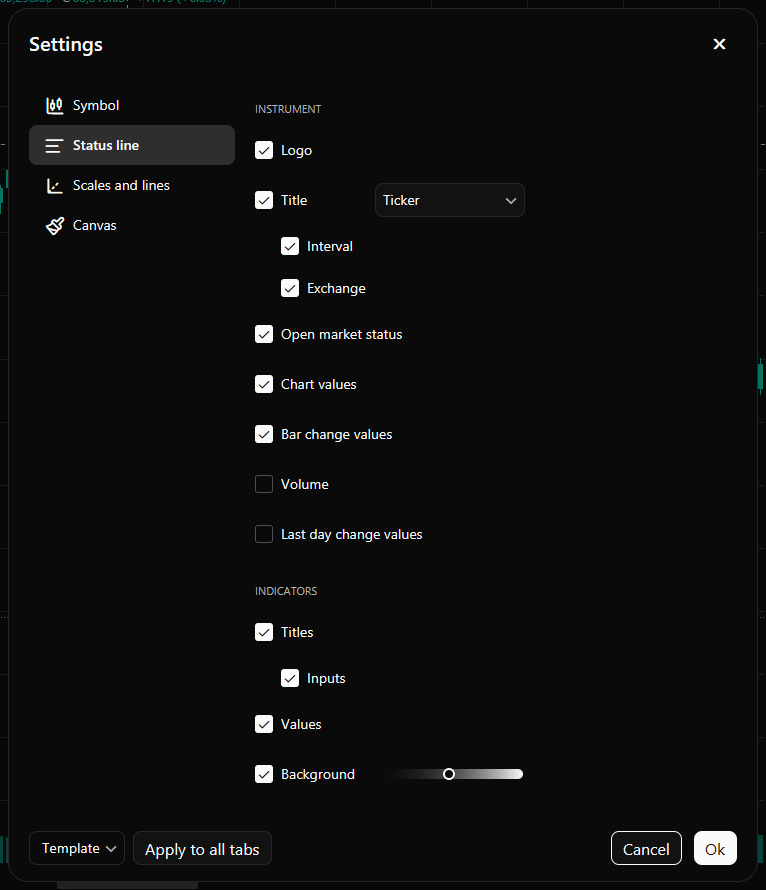 Settings
Symbol
Status line
Scales and lines
Canvas
INSTRUMENT
Logo
Title
Ticker
Interval
Exchange
Open market status
Chart values
Bar change values
Volume
Last day change values
INDICATORS
Titles
Inputs
Values
Background
Template
Apply to all tabs
Cancel
Ok